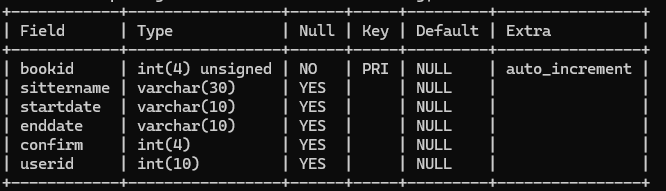 | Field | Type | Null | Key | Default | Extra |
| bookid | int(4) unsigned | NO | PRI | NULL | auto_increment |
| sittername | varchar(30) | YES | | NULL | |
| startdate | varchar(10) | YES | | NULL | |
| enddate | varchar(10) | YES | | NULL | |
| confirm | int(4) | YES | | NULL | |
| userid | int(10) | YES | | NULL | |